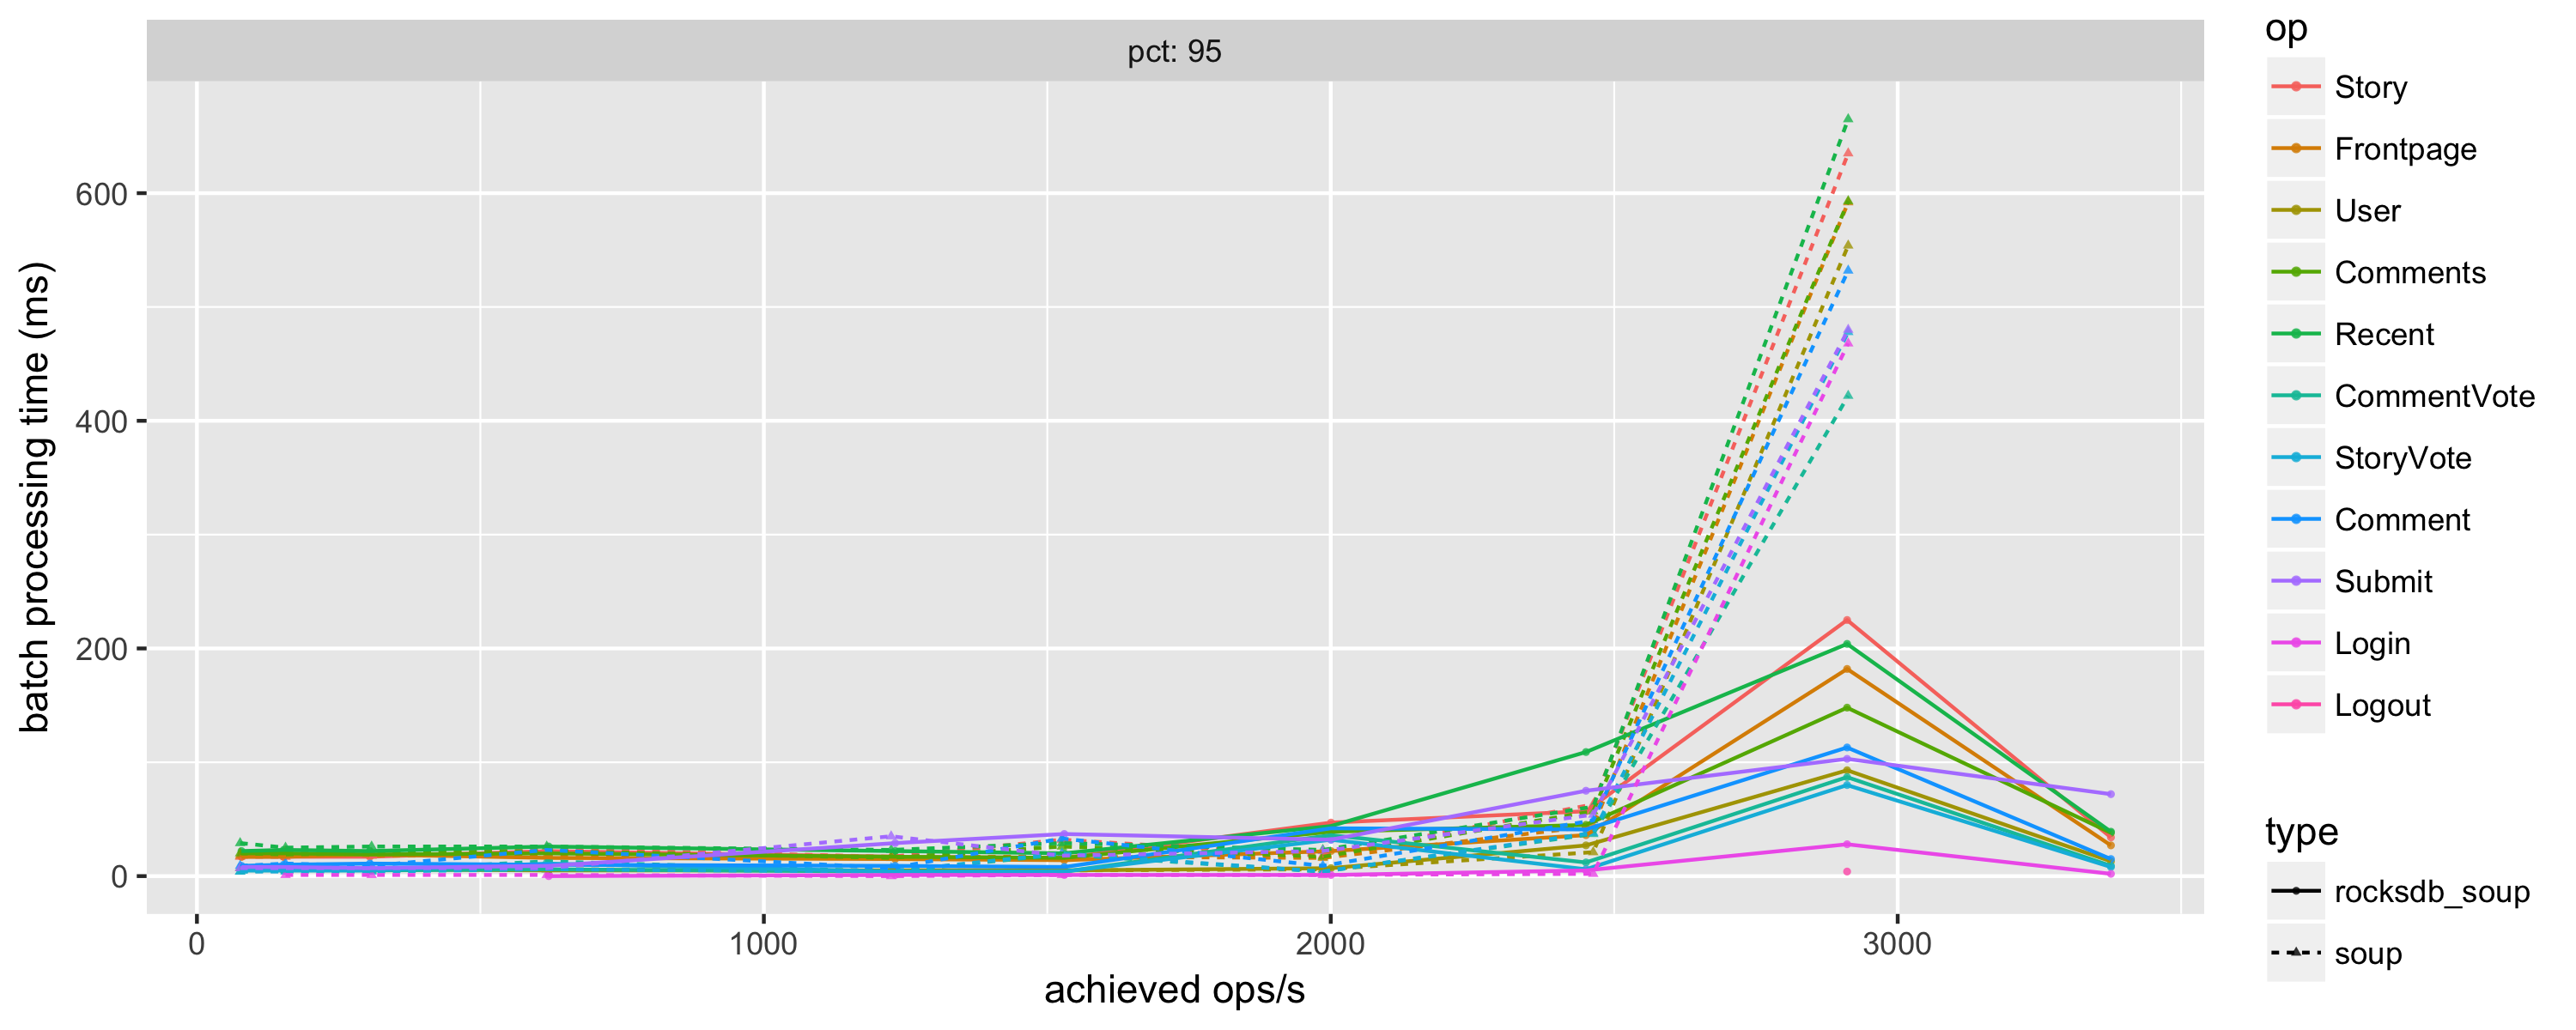 pct: 95
batch processing time (ms)
600
400
200
0
0
1000
2000
3000
achieved ops/s
op
Story
Frontpage
User
Comments
Recent
CommentVote
StoryVote
Comment
Submit
Login
Logout
type
rocksdb_soup
soup